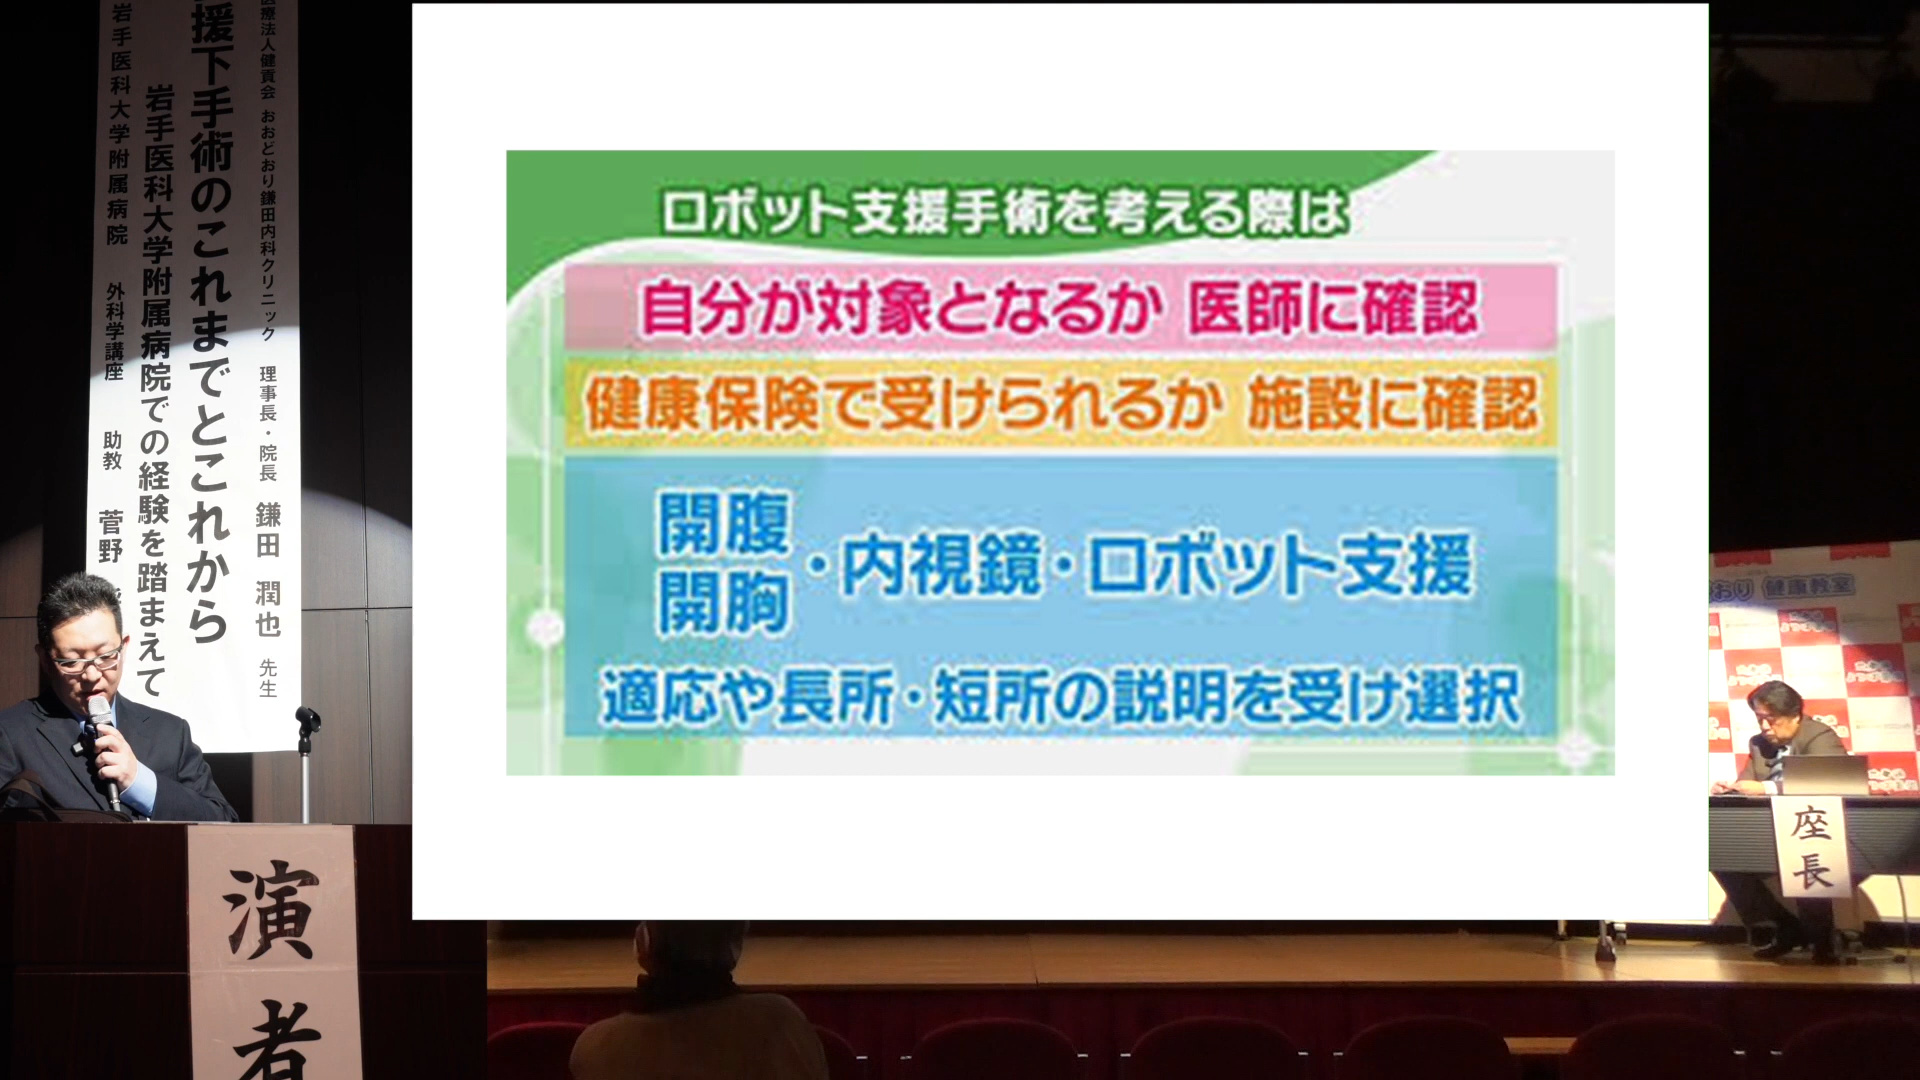 医療法人健貢会 おおどおり鎌田内科クリニック 理事長・院長 鎌田 潤也 先生
援下手術のこれまでとこれから
岩手医科大学附属病院での経験を踏まえて
岩手医科大学附属病院 外科学講座 助教 菅野
ロボット支援手術を考える際は
自分が対象となるか 医師に確認
健康保険で受けられるか 施設に確認
開腹
開胸
・内視鏡・ロボット支援
適応や長所・短所の説明を受け選択
おり 健康教室
演者
座長